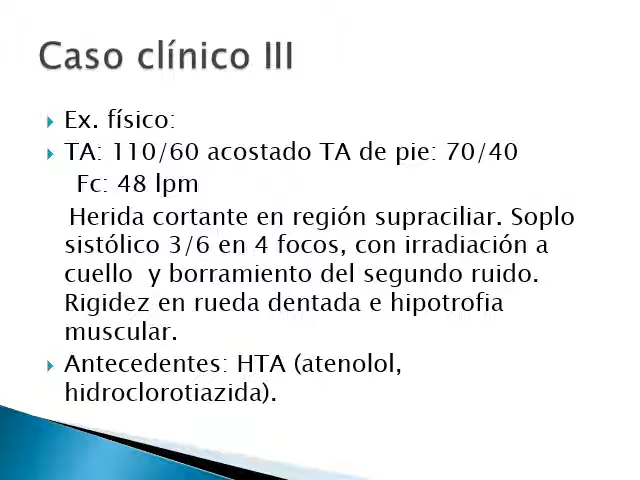 Caso clínico III
Ex. físico:
TA: 110/60 acostado TA de pie: 70/40
Fc: 48 lpm
Herida cortante en región supraciliar. Soplo
sistólico 3/6 en 4 focos, con irradiación a
cuello y borramiento del segundo ruido.
Rigidez en rueda dentada e hipotrofia
muscular.
Antecedentes: HTA (atenolol,
hidroclorotiazida).